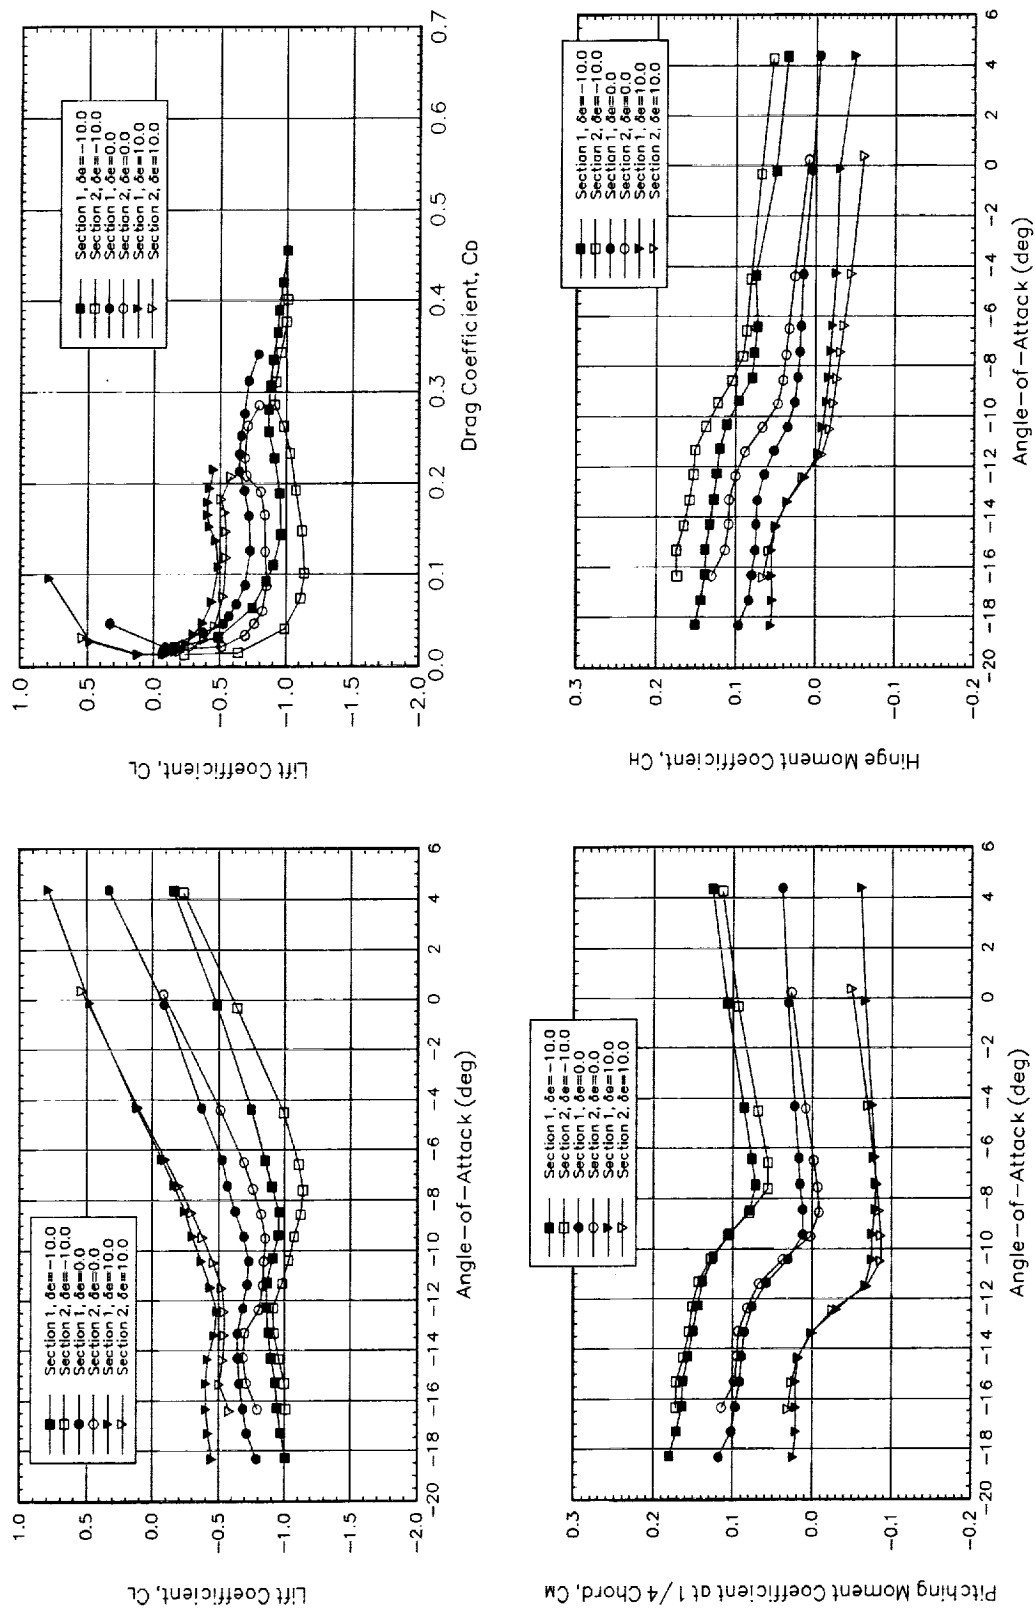 Lift Coefficient, CL
1.0
0.5
0.0
−0.5
−1.0
−1.5
−2.0
−20 −18 −16 −14 −12 −10 −8 −6 −4 −2 0 2 4 6
Angle−of−Attack (deg)
Section 1, δe=−10.0
Section 2, δe=−10.0
Section 1, δe=0.0
Section 2, δe=0.0
Section 1, δe=10.0
Section 2, δe=10.0
Lift Coefficient, CL
1.0
0.5
0.0
−0.5
−1.0
−1.5
−2.0
0.0 0.1 0.2 0.3 0.4 0.5 0.6 0.7
Drag Coefficient, CD
Section 1, δe=−10.0
Section 2, δe=−10.0
Section 1, δe=0.0
Section 2, δe=0.0
Section 1, δe=10.0
Section 2, δe=10.0
Pitching Moment Coefficient at 1/4 Chord, CM
0.3
0.2
0.1
0.0
−0.1
−0.2
−20 −18 −16 −14 −12 −10 −8 −6 −4 −2 0 2 4 6
Angle−of−Attack (deg)
Section 1, δe=−10.0
Section 2, δe=−10.0
Section 1, δe=0.0
Section 2, δe=0.0
Section 1, δe=10.0
Section 2, δe=10.0
Hinge Moment Coefficient, CH
0.3
0.2
0.1
0.0
−0.1
−0.2
−20 −18 −16 −14 −12 −10 −8 −6 −4 −2 0 2 4 6
Angle−of−Attack (deg)
Section 1, δe=−10.0
Section 2, δe=−10.0
Section 1, δe=0.0
Section 2, δe=0.0
Section 1, δe=10.0
Section 2, δe=10.0